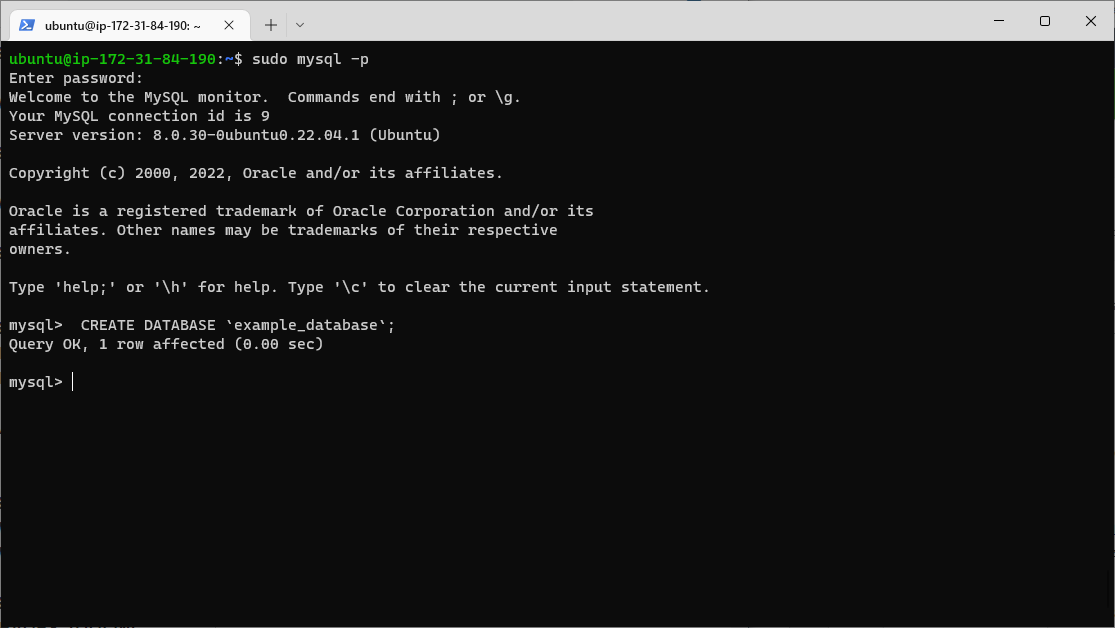 ubuntu@ip-172-31-84-190: ~
ubuntu@ip-172-31-84-190:~$ sudo mysql -p
Enter password:
Welcome to the MySQL monitor.  Commands end with ; or \g.
Your MySQL connection id is 9
Server version: 8.0.30-0ubuntu0.22.04.1 (Ubuntu)
Copyright (c) 2000, 2022, Oracle and/or its affiliates.
Oracle is a registered trademark of Oracle Corporation and/or its
affiliates. Other names may be trademarks of their respective
owners.
Type 'help;' or '\h' for help. Type '\c' to clear the current input statement.
mysql>  CREATE DATABASE `example_database`;
Query OK, 1 row affected (0.00 sec)
mysql>